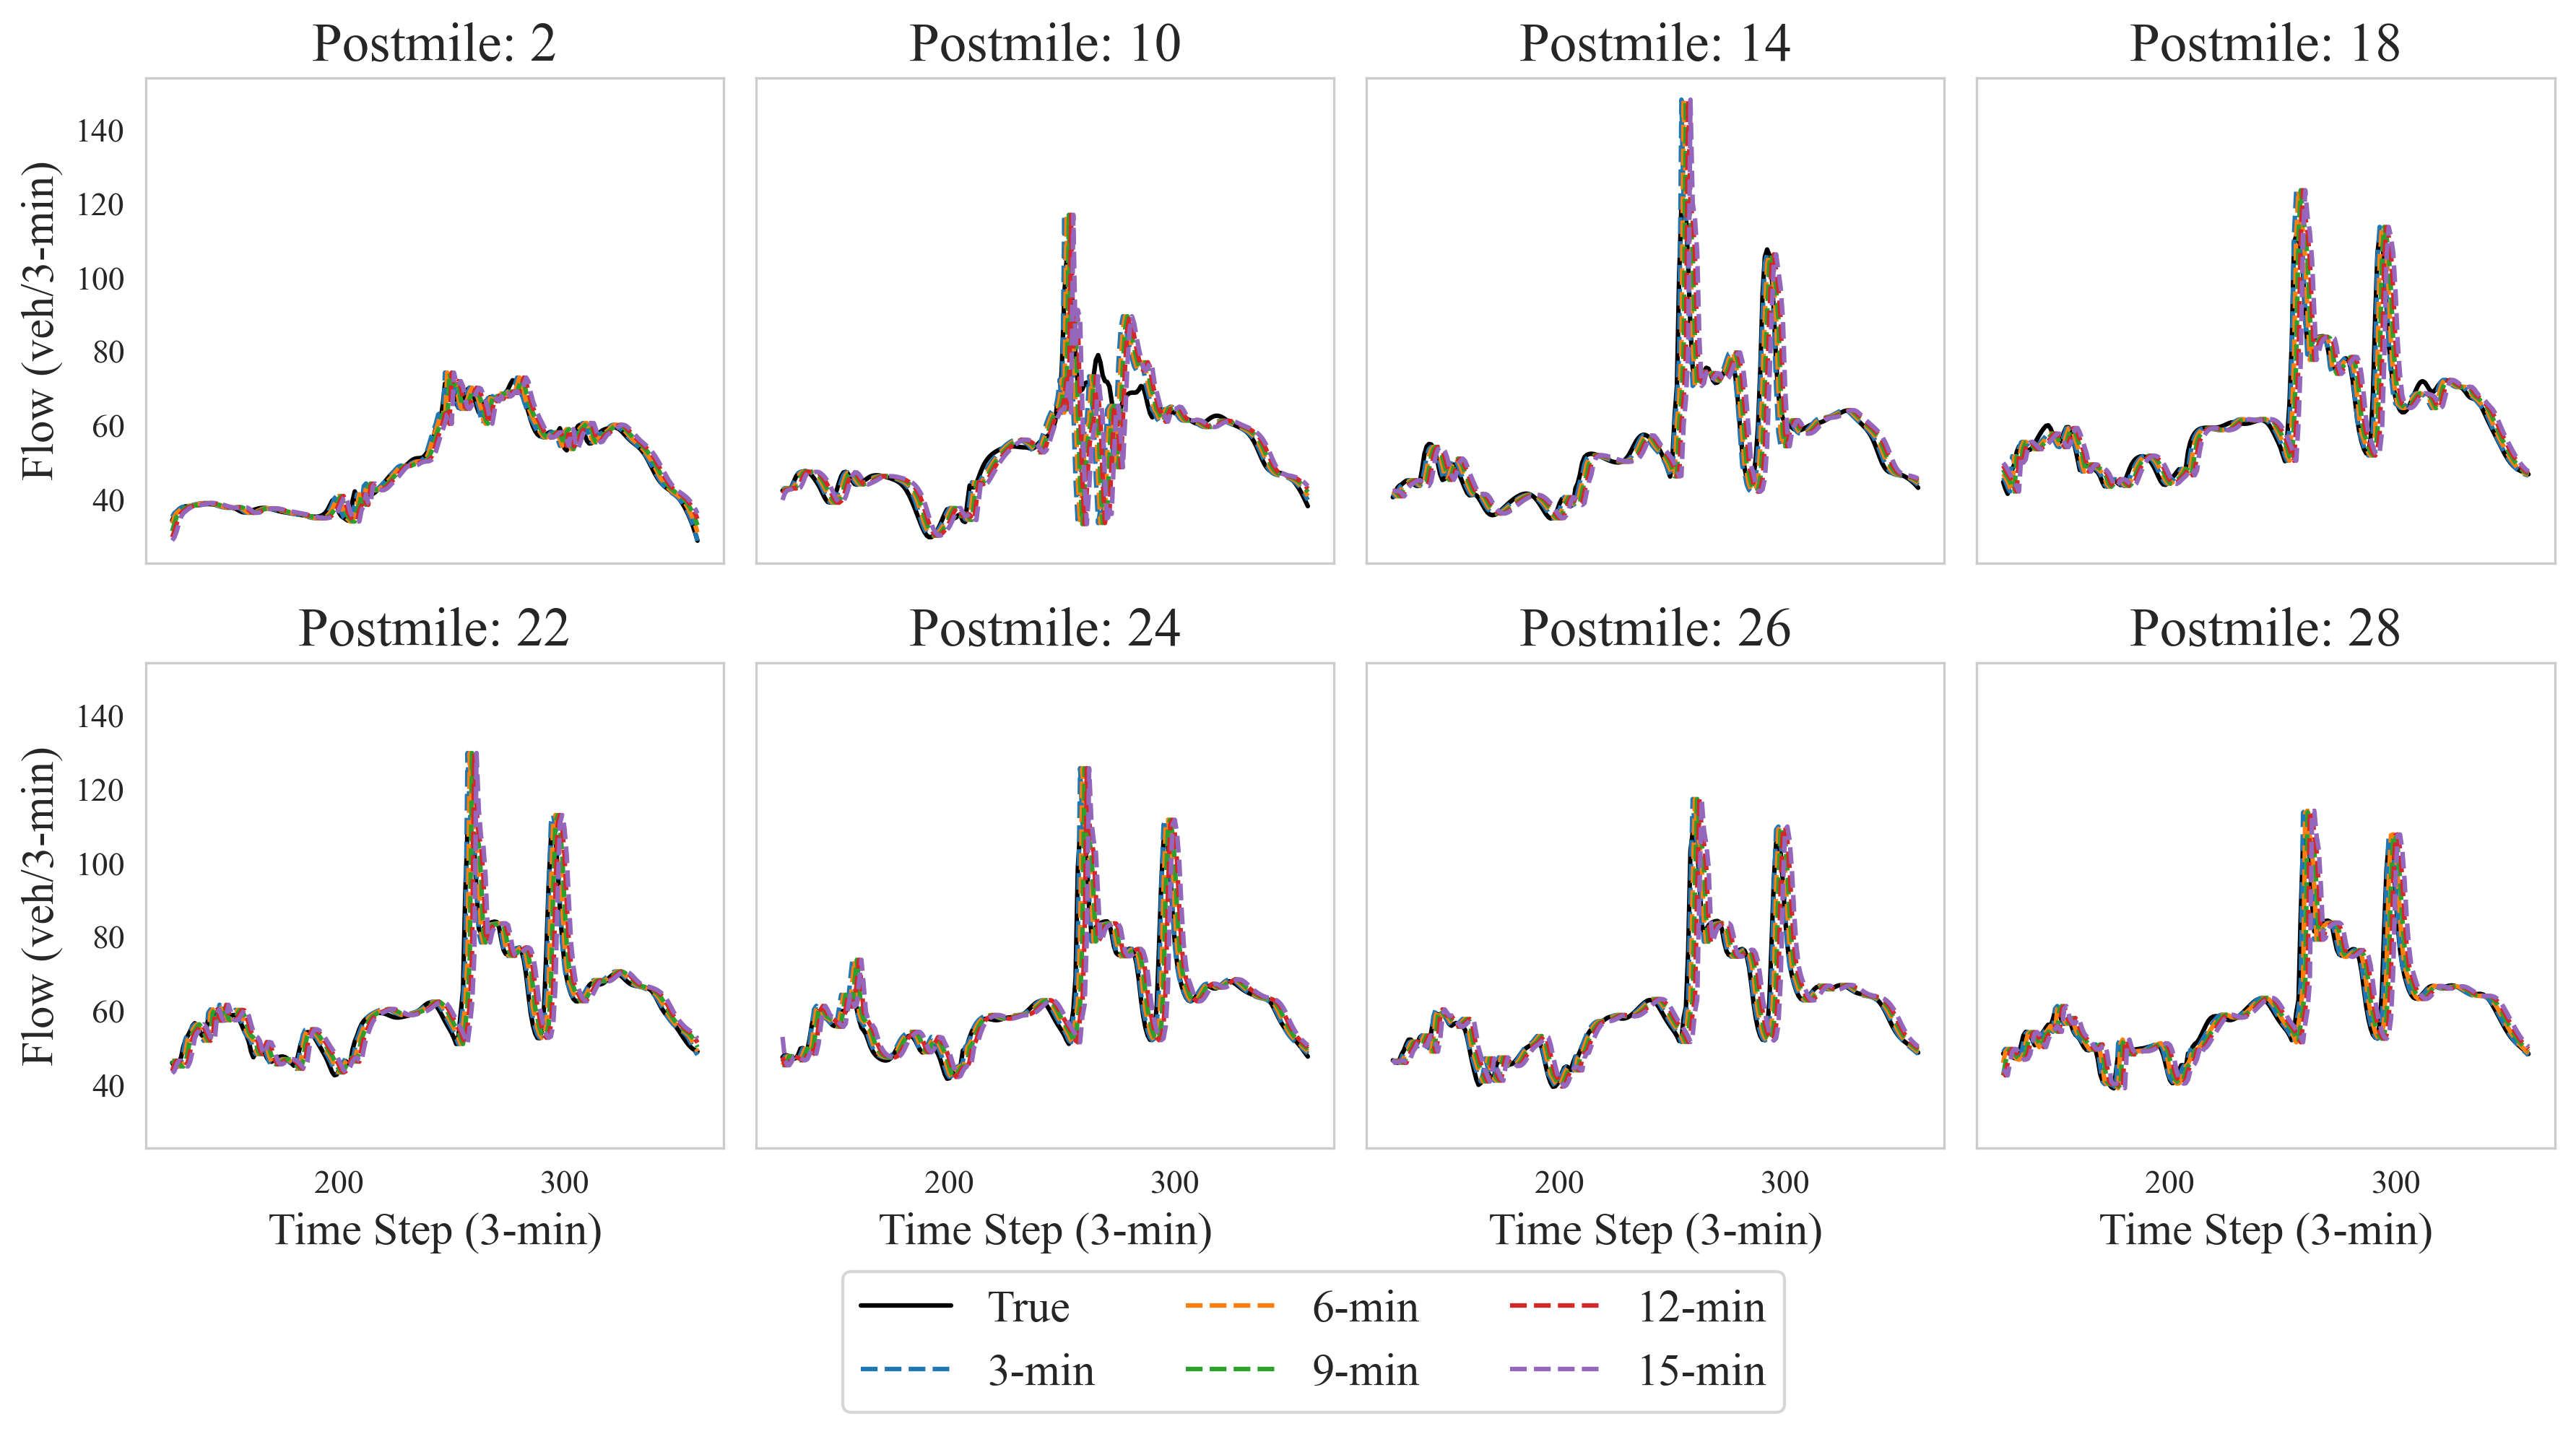 Postmile: 2
Postmile: 10
Postmile: 14
Postmile: 18
Flow (veh/3-min)
140
120
100
80
60
40
Postmile: 22
Postmile: 24
Postmile: 26
Postmile: 28
Flow (veh/3-min)
140
120
100
80
60
40
200 300
200 300
200 300
200 300
Time Step (3-min)
Time Step (3-min)
Time Step (3-min)
Time Step (3-min)
True
6-min
12-min
3-min
9-min
15-min